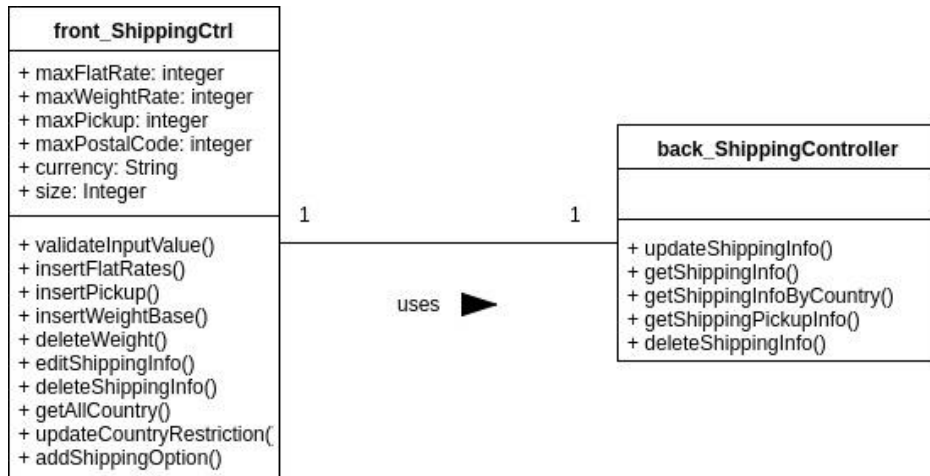 front_ShippingCtrl
+ maxFlatRate: integer
+ maxWeightRate: integer
+ maxPickup: integer
+ maxPostalCode: integer
+ currency: String
+ size: Integer
+ validateInputValue()
+ insertFlatRates()
+ insertPickup()
+ insertWeightBase()
+ deleteWeight()
+ editShippingInfo()
+ deleteShippingInfo()
+ getAllCountry()
+ updateCountryRestriction(
+ addShippingOption()
1
1
uses
back_ShippingController
+ updateShippingInfo()
+ getShippingInfo()
+ getShippingInfoByCountry()
+ getShippingPickupInfo()
+ deleteShippingInfo()